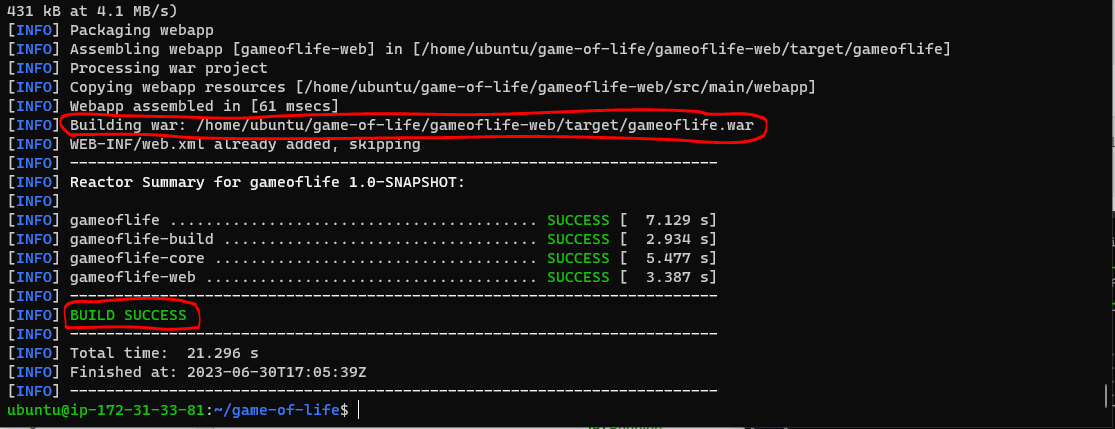 431 kB at 4.1 MB/s)
[INFO] Packaging webapp
[INFO] Assembling webapp [gameoflife-web] in [/home/ubuntu/game-of-life/gameoflife-web/target/gameoflife]
[INFO] Processing war project
[INFO] Copying webapp resources [/home/ubuntu/game-of-life/gameoflife-web/src/main/webapp]
[INFO] Webapp assembled in [61 msecs]
[INFO] Building war: /home/ubuntu/game-of-life/gameoflife-web/target/gameoflife.war
[INFO] WEB-INF/web.xml already added, skipping
[INFO] ------------------------------------------------------------------------
[INFO] Reactor Summary for gameoflife 1.0-SNAPSHOT:
[INFO]
[INFO] gameoflife ......................................... SUCCESS [  7.129 s]
[INFO] gameoflife-build ................................... SUCCESS [  2.934 s]
[INFO] gameoflife-core .................................... SUCCESS [  5.477 s]
[INFO] gameoflife-web ..................................... SUCCESS [  3.387 s]
[INFO] ------------------------------------------------------------------------
[INFO] BUILD SUCCESS
[INFO] ------------------------------------------------------------------------
[INFO] Total time:  21.296 s
[INFO] Finished at: 2023-06-30T17:05:39Z
[INFO] ------------------------------------------------------------------------
ubuntu@ip-172-31-33-81:~/game-of-life$